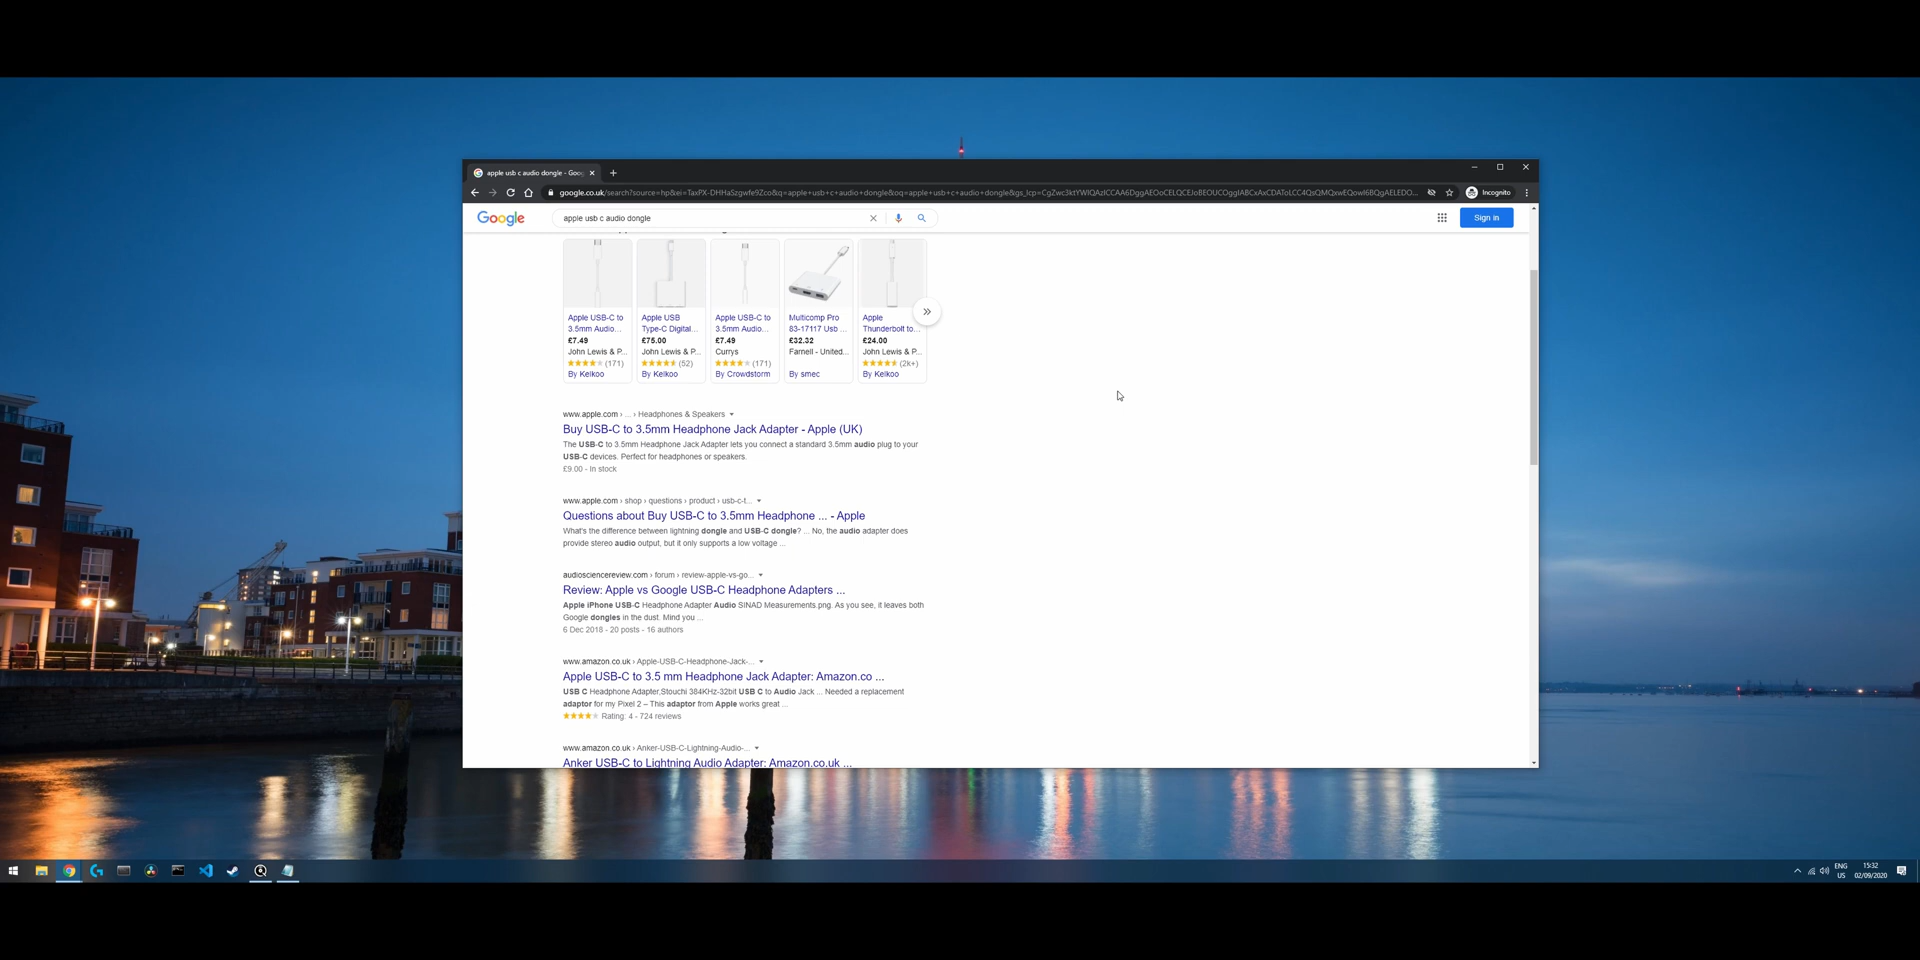 apple usb c audio dongle - Goo
google.co.uk/search?source=hp&ei=TaxPX-DHHaSzgwfe9Zco&q=apple+usb+c+audio+dongle&oq=apple+usb+c+audio+dongle&gs_lcp=
Incognito
Google
apple usb c audio dongle
Sign in
Apple USB-C to
3.5mm Audio...
£7.49
John Lewis & P...
(171)
By Kelkoo
Apple USB
Type-C Digital...
£75.00
John Lewis & P...
(52)
By Kelkoo
Apple USB-C to
3.5mm Audio...
£7.49
Currys
(171)
By Crowdstorm
Multicomp Pro
83-17117 Usb ...
£32.32
Farnell - United...
By smec
Apple
Thunderbolt to...
£24.00
John Lewis & P...
(2k+)
By Kelkoo
www.apple.com › ... › Headphones & Speakers
Buy USB-C to 3.5mm Headphone Jack Adapter - Apple (UK)
The USB-C to 3.5mm Headphone Jack Adapter lets you connect a standard 3.5mm audio plug to your
USB-C devices. Perfect for headphones or speakers.
£9.00 - In stock
www.apple.com › shop › questions › product › usb-c-t...
Questions about Buy USB-C to 3.5mm Headphone ... - Apple
What's the difference between lightning dongle and USB-C dongle? ... No, the audio adapter does
provide stereo audio output, but it only supports a low voltage ...
audiosciencereview.com › forum › review-apple-vs-go...
Review: Apple vs Google USB-C Headphone Adapters ...
Apple iPhone USB-C Headphone Adapter Audio SINAD Measurements.png. As you see, it leaves both
Google dongles in the dust. Mind you ...
6 Dec 2018 - 20 posts - 16 authors
www.amazon.co.uk › Apple-USB-C-Headphone-Jack-...
Apple USB-C to 3.5 mm Headphone Jack Adapter: Amazon.co ...
USB C Headphone Adapter,Stouchi 384KHz-32bit USB C to Audio Jack ... Needed a replacement
adaptor for my Pixel 2 – This adaptor from Apple works great ...
Rating: 4 - 724 reviews
www.amazon.co.uk › Anker-USB-C-Lightning-Audio-...
Anker USB-C to Lightning Audio Adapter: Amazon.co.uk ...
ENG
US
15:32
02/09/2020